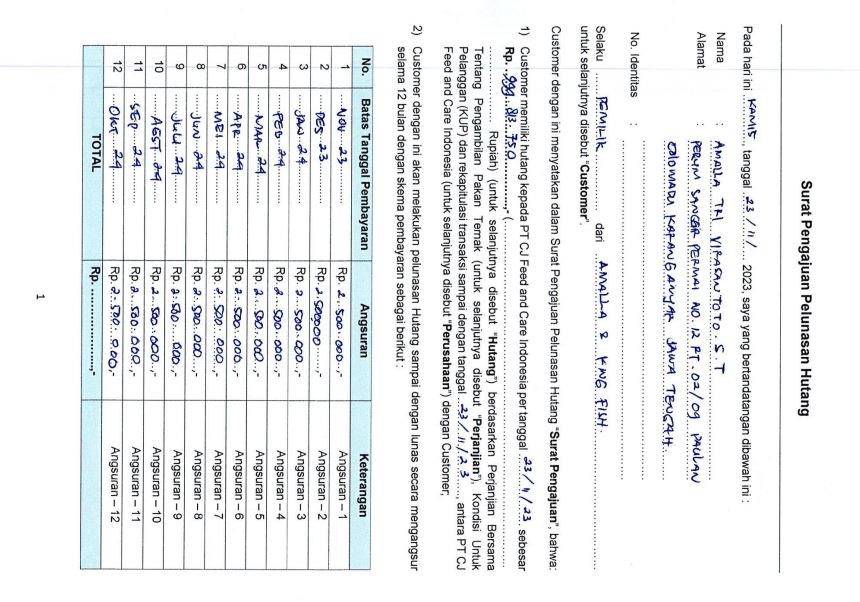 Surat Pengajuan Pelunasan Hutang
Pada hari ini KAMIS, tanggal 23 / 11 / 2023, saya yang bertandatangan dibawah ini :
Nama : AMALLA TRI VIRASANTOTO. S.T
Alamat : PERUM SANGGR PERMAI NO. 12 RT. 02/09 PAULAN
COLOMADU KARANGANYAR JAWA TENGAH.
No. Identitas :
Selaku PEMILIK dari AMALLA & KING FISH.
untuk selanjutnya disebut "Customer".
Customer dengan ini menyatakan dalam Surat Pengajuan Pelunasan Hutang "Surat Pengajuan", bahwa:
1) Customer memiliki hutang kepada PT CJ Feed and Care Indonesia per tanggal 23/11/23 sebesar
Rp. 999.813.750,- (
Rupiah) (untuk selanjutnya disebut "Hutang") berdasarkan Perjanjian Bersama
Tentang Pengambilan Pakan Ternak (untuk selanjutnya disebut "Perjanjian"), Kondisi Untuk
Pelanggan (KUP) dan rekapitulasi transaksi sampai dengan tanggal 23/11/23, antara PT CJ
Feed and Care Indonesia (untuk selanjutnya disebut "Perusahaan") dengan Customer;
2) Customer dengan ini akan melakukan pelunasan Hutang sampai dengan lunas secara mengangsur
selama 12 bulan dengan skema pembayaran sebagai berikut :
No. Batas Tanggal Pembayaran Angsuran Keterangan
1 NOV 23 Rp. 2.500.000,- Angsuran – 1
2 DES 23 Rp. 2.500000,- Angsuran – 2
3 JAN 24 Rp. 2.500.000,- Angsuran – 3
4 FEB 24 Rp. 2.500.000,- Angsuran – 4
5 MAR 24 Rp. 2.500.000,- Angsuran – 5
6 APR 24 Rp. 2.500.000,- Angsuran – 6
7 MEI 24 Rp. 2.500.000,- Angsuran – 7
8 JUN 24 Rp. 2.500.000,- Angsuran – 8
9 JULI 24 Rp. 2.500.000,- Angsuran – 9
10 AGST 24 Rp. 2.500.000,- Angsuran – 10
11 SEP 24 Rp. 2.500.000,- Angsuran – 11
12 OKT 24 Rp. 2.500.000,- Angsuran – 12
TOTAL Rp. ,-
1